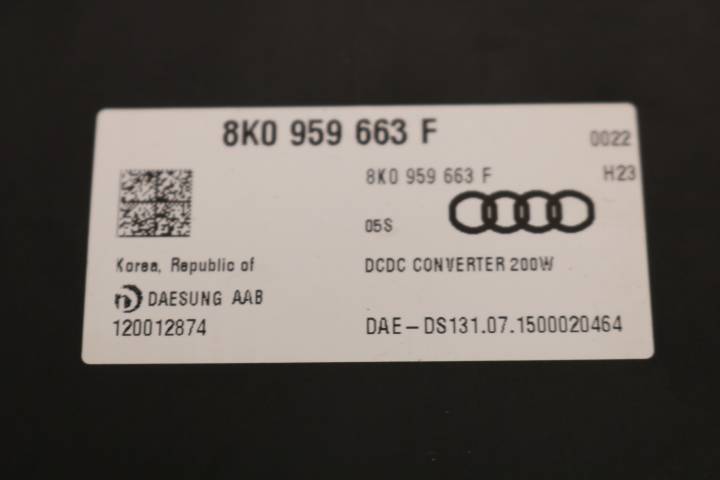 8K0 959 663 F
0022
8K0 959 663 F
H23
05S
Korea, Republic of
DCDC CONVERTER 200W
DAESUNG AAB
120012874
DAE-DS131.07.1500020464